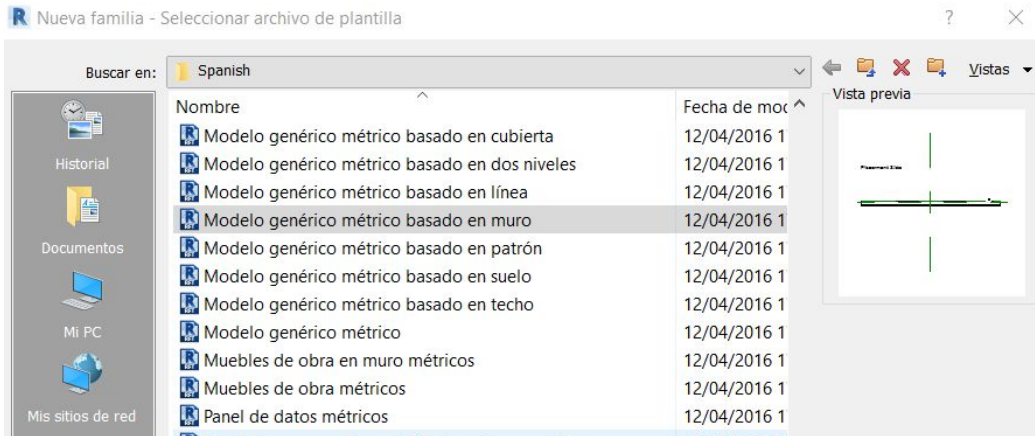 Nueva familia - Seleccionar archivo de plantilla
Buscar en: Spanish Vistas
Nombre Fecha de moc Vista previa
Historial
Documentos
Mi PC
Mis sitios de red
Modelo genérico métrico basado en cubierta 12/04/2016 1
Modelo genérico métrico basado en dos niveles 12/04/2016 1
Modelo genérico métrico basado en línea 12/04/2016 1
Modelo genérico métrico basado en muro 12/04/2016 1
Modelo genérico métrico basado en patrón 12/04/2016 1
Modelo genérico métrico basado en suelo 12/04/2016 1
Modelo genérico métrico basado en techo 12/04/2016 1
Modelo genérico métrico 12/04/2016 1
Muebles de obra en muro métricos 12/04/2016 1
Muebles de obra métricos 12/04/2016 1
Panel de datos métricos 12/04/2016 1
Placement Side